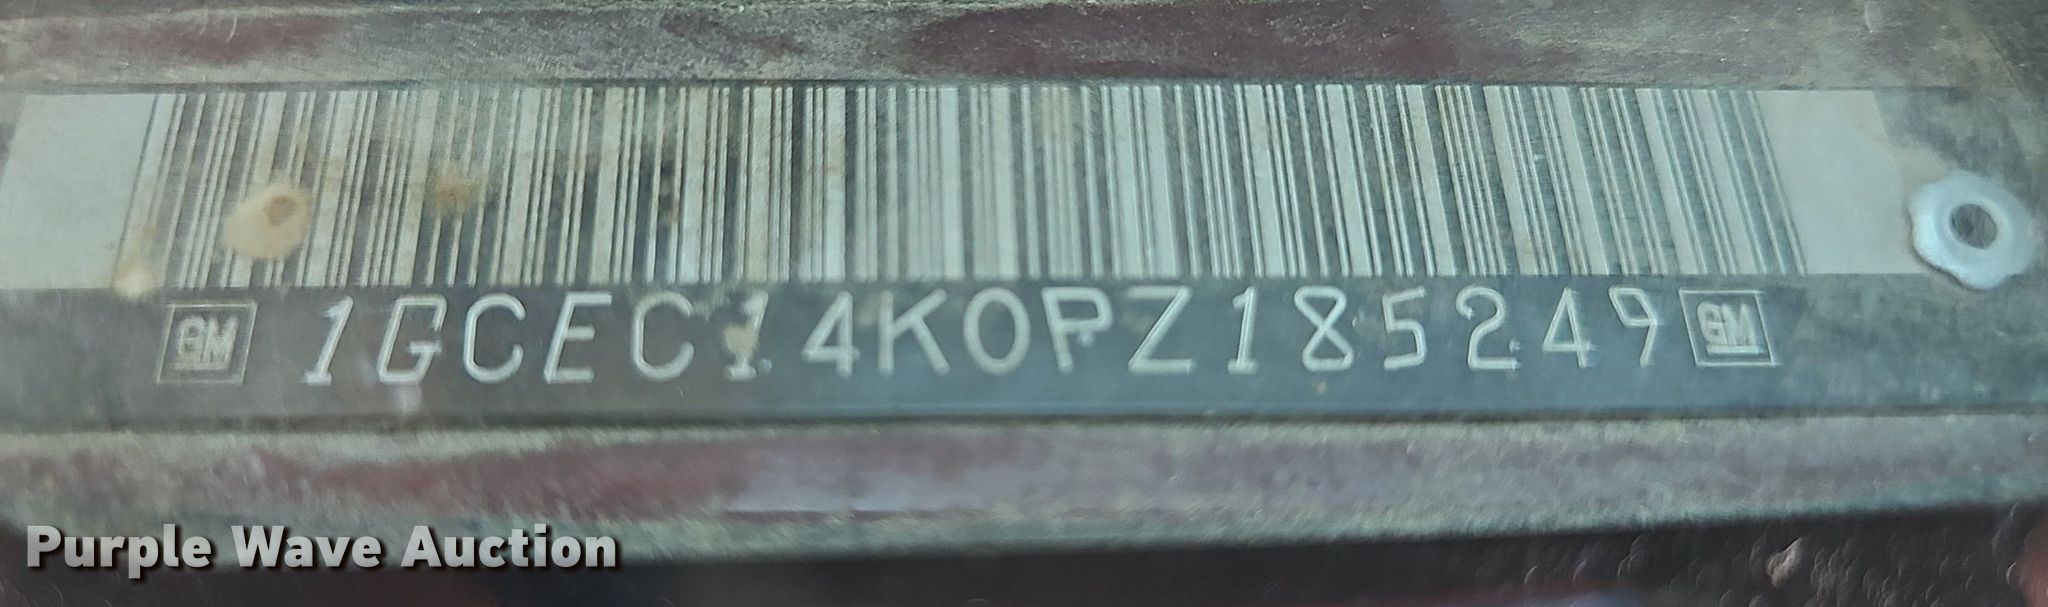 GM 1GCEC14K0PZ185249 GM
Purple Wave Auction